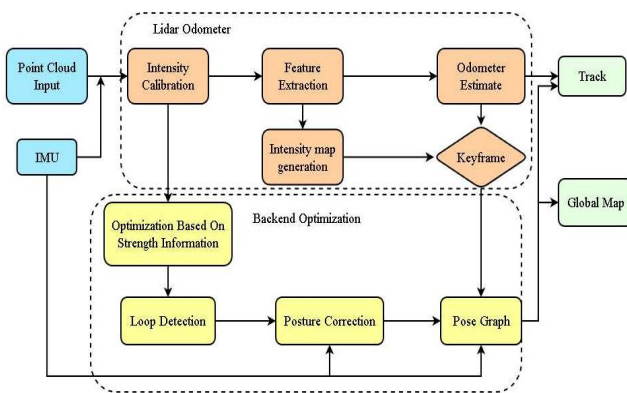 Lidar Odometer
Point Cloud
Input
Intensity
Calibration
Feature
Extraction
Odometer
Estimate
Track
IMU
Intensity map
generation
Keyframe
Global Map
Backend Optimization
Optimization Based On
Strength Information
Loop Detection
Posture Correction
Pose Graph